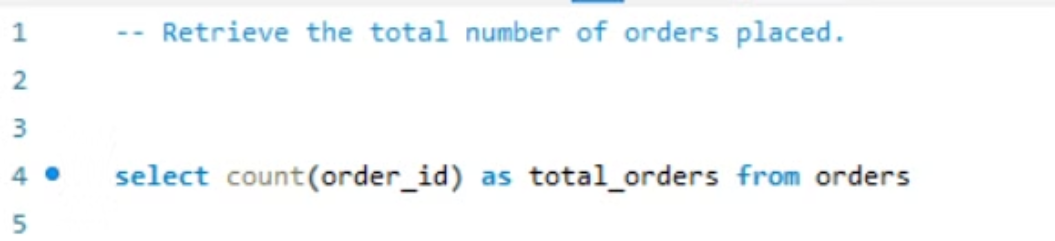 1 -- Retrieve the total number of orders placed.
2
3
4 select count(order_id) as total_orders from orders
5